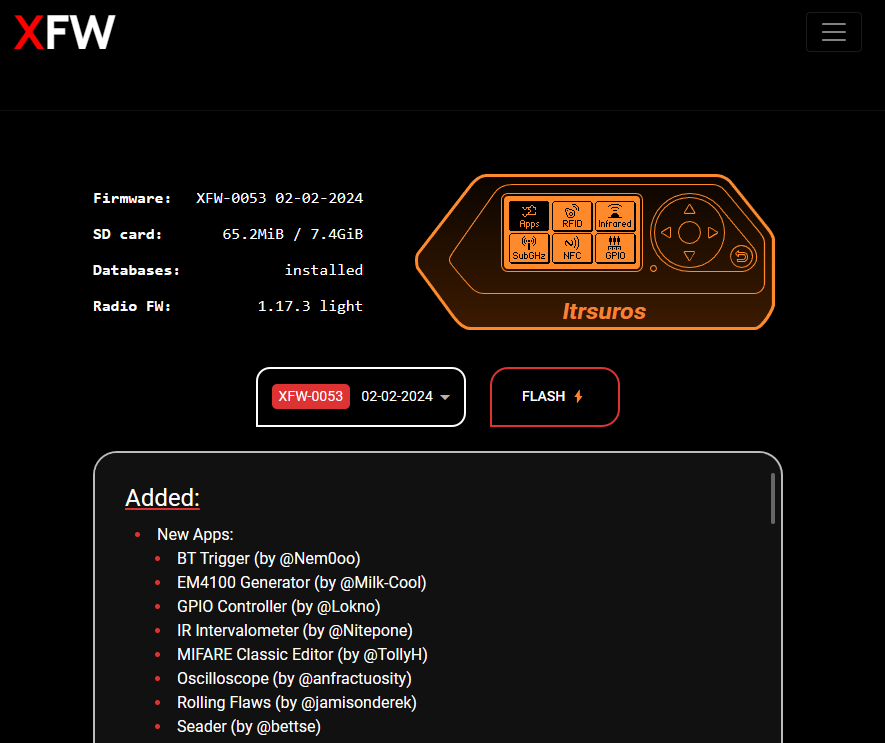 XFW
Firmware: XFW-0053 02-02-2024
SD card: 65.2MiB / 7.4GiB
Databases: installed
Radio FW: 1.17.3 light
Apps RFID Infrared
SubGHz NFC GPIO
Itrsuros
XFW-0053 02-02-2024
FLASH
Added:
New Apps:
BT Trigger (by @Nem0oo)
EM4100 Generator (by @Milk-Cool)
GPIO Controller (by @Lokno)
IR Intervalometer (by @Nitepone)
MIFARE Classic Editor (by @TollyH)
Oscilloscope (by @anfractuosity)
Rolling Flaws (by @jamisonderek)
Seader (by @bettse)